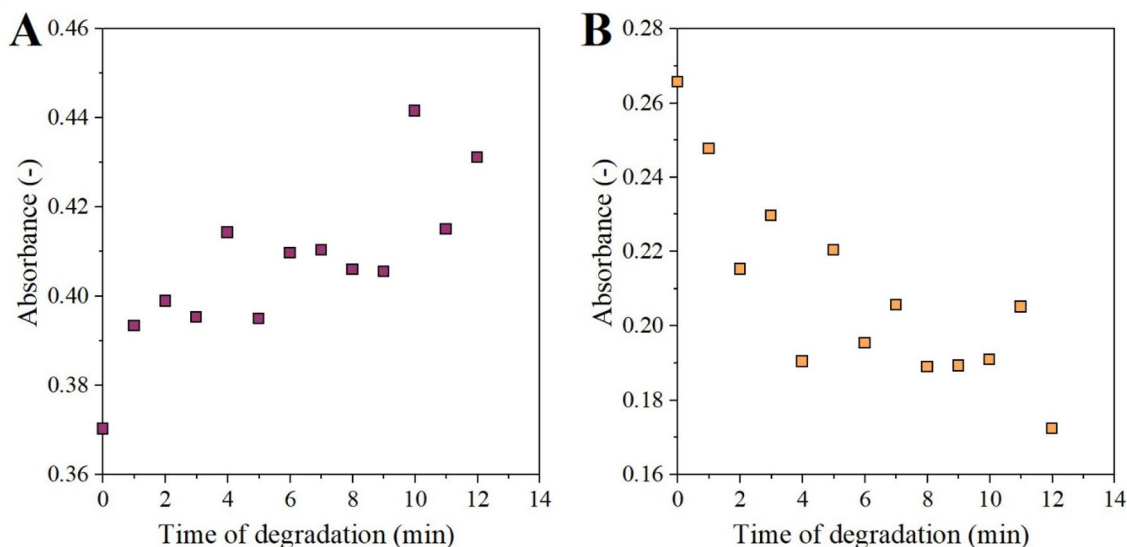 A
B
0.46
0.44
0.42
0.40
0.38
0.36
Absorbance (-)
0 2 4 6 8 10 12 14
Time of degradation (min)
0.28
0.26
0.24
0.22
0.20
0.18
0.16
Absorbance (-)
0 2 4 6 8 10 12 14
Time of degradation (min)